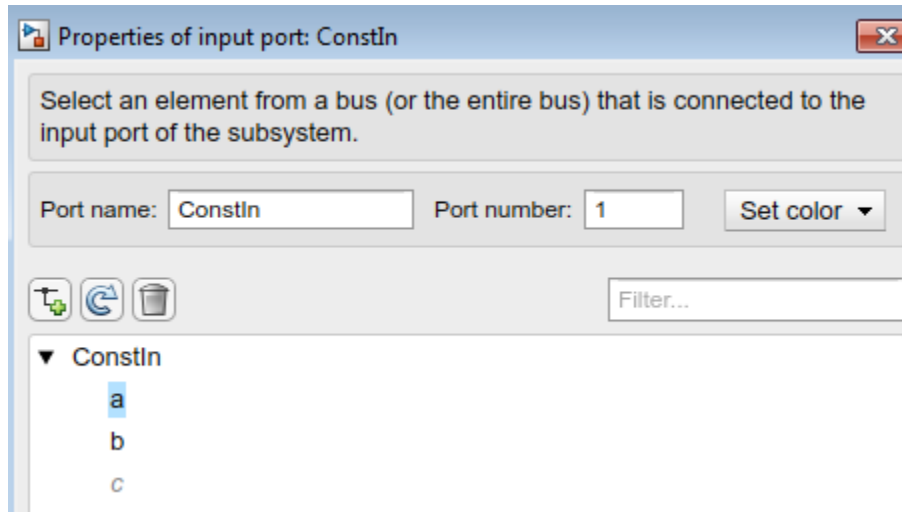 Properties of input port: ConstIn
Select an element from a bus (or the entire bus) that is connected to the
input port of the subsystem.
Port name: ConstIn Port number: 1 Set color
Filter...
ConstIn
a
b
c